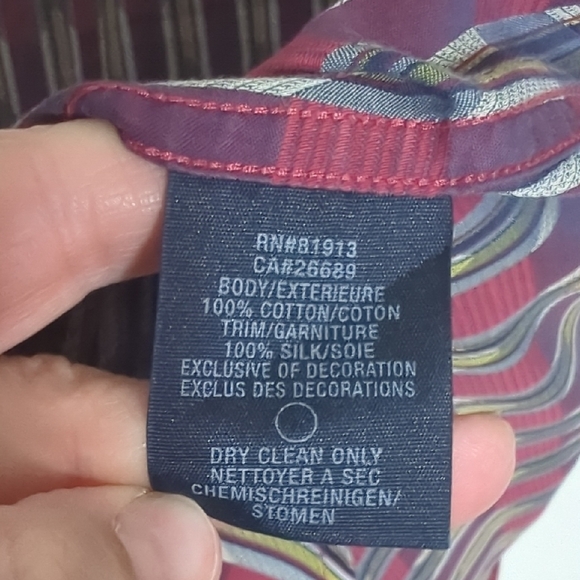 RN#81913
CA#26689
BODY/EXTERIEURE
100% COTTON/COTON
TRIM/GARNITURE
100% SILK/SOIE
EXCLUSIVE OF DECORATION
EXCLUS DES DECORATIONS
DRY CLEAN ONLY
NETTOYER A SEC
CHEMISCHREINIGEN/
STOMEN